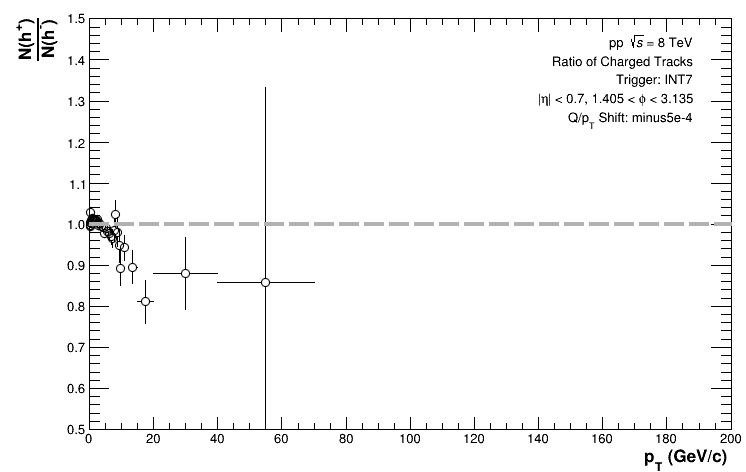 N(h⁺)
N(h⁻)
1.5
1.4
1.3
1.2
1.1
1.0
0.9
0.8
0.7
0.6
0.5
pp √s = 8 TeV
Ratio of Charged Tracks
Trigger: INT7
|η| < 0.7, 1.405 < ϕ < 3.135
Q/p_T Shift: minus5e-4
0 20 40 60 80 100 120 140 160 180 200
p_T (GeV/c)